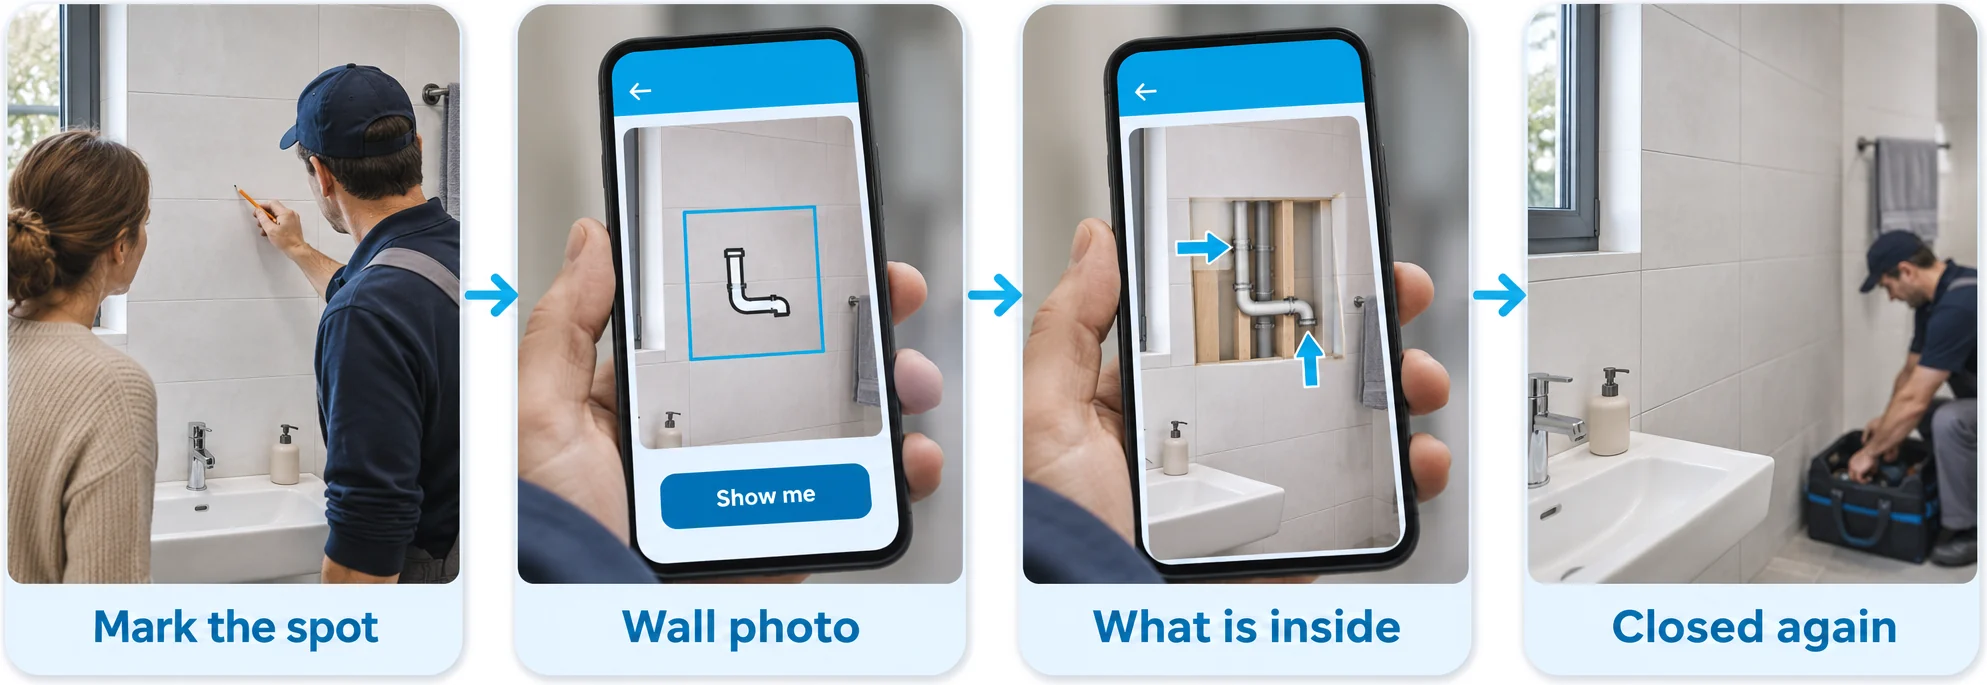 Show me
Mark the spot
Wall photo
What is inside
Closed again